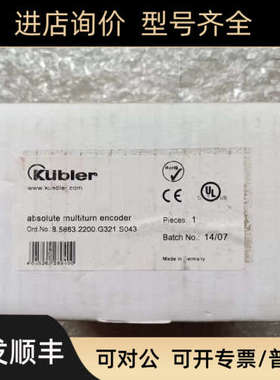 进店询价 型号齐全
Kübler
www.kuebler.com
absolute multiturn encoder
Ord.No. 8.5863.2200.G321.S043
Pieces: 1
Batch No.: 14/07
Made in Germany
CE
UL
发顺丰
可对公 可开专票/普